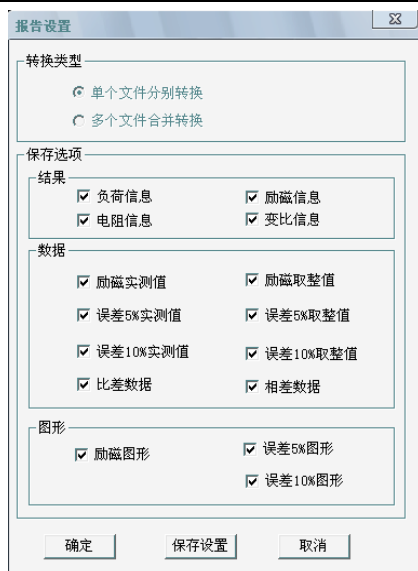 报告设置
转换类型
单个文件分别转换
多个文件合并转换
保存选项
结果
负荷信息 励磁信息
电阻信息 变比信息
数据
励磁实测值 励磁取整值
误差5%实测值 误差5%取整值
误差10%实测值 误差10%取整值
比差数据 相差数据
图形
励磁图形 误差5%图形
误差10%图形
确定 保存设置 取消